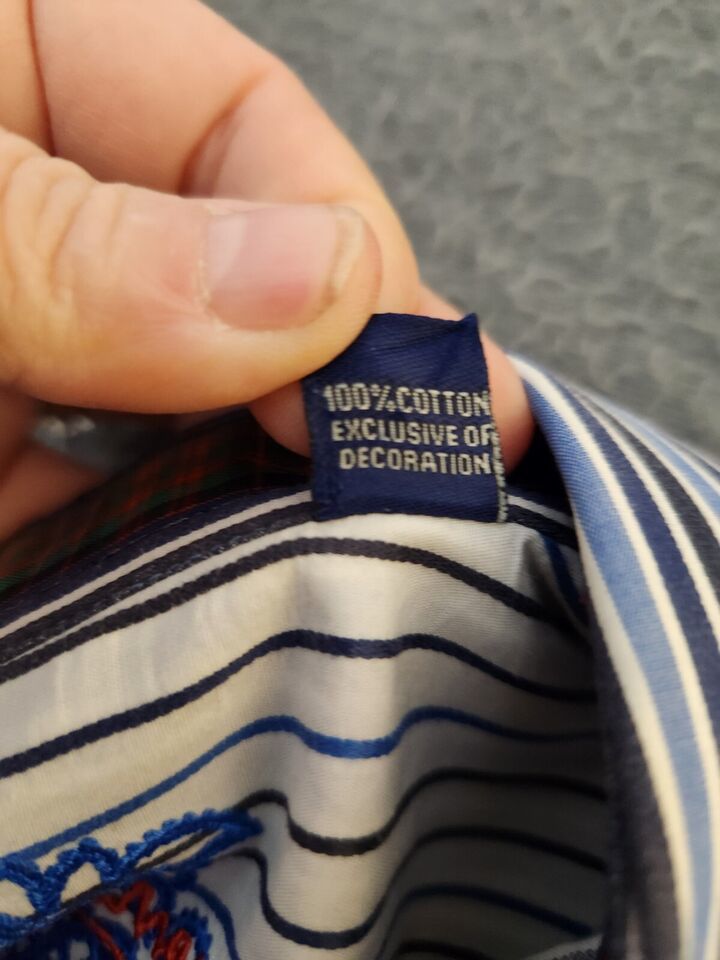 100% COTTON
EXCLUSIVE OF
DECORATION